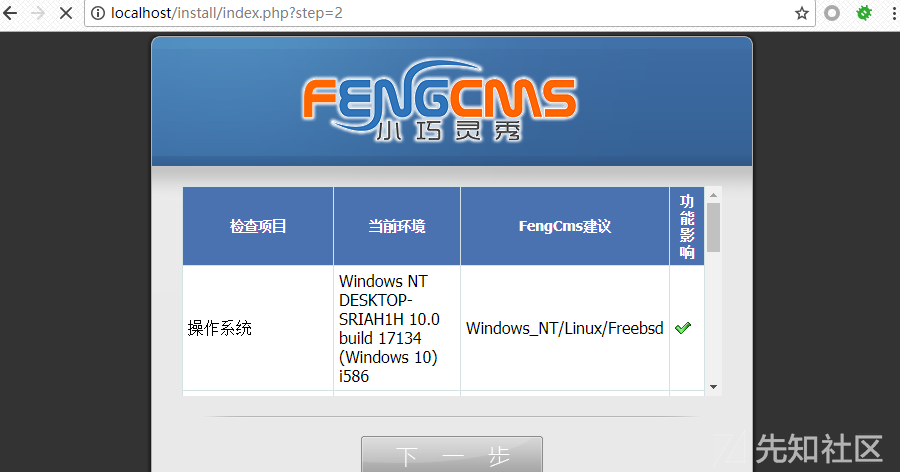 localhost/install/index.php?step=2
FENGCMS
小巧灵秀
检查项目
当前环境
FengCms建议
功
能
影
响
操作系统
Windows NT
DESKTOP-
SRIAH1H 10.0
build 17134
(Windows 10)
i586
Windows_NT/Linux/Freebsd
下一步
先知社区